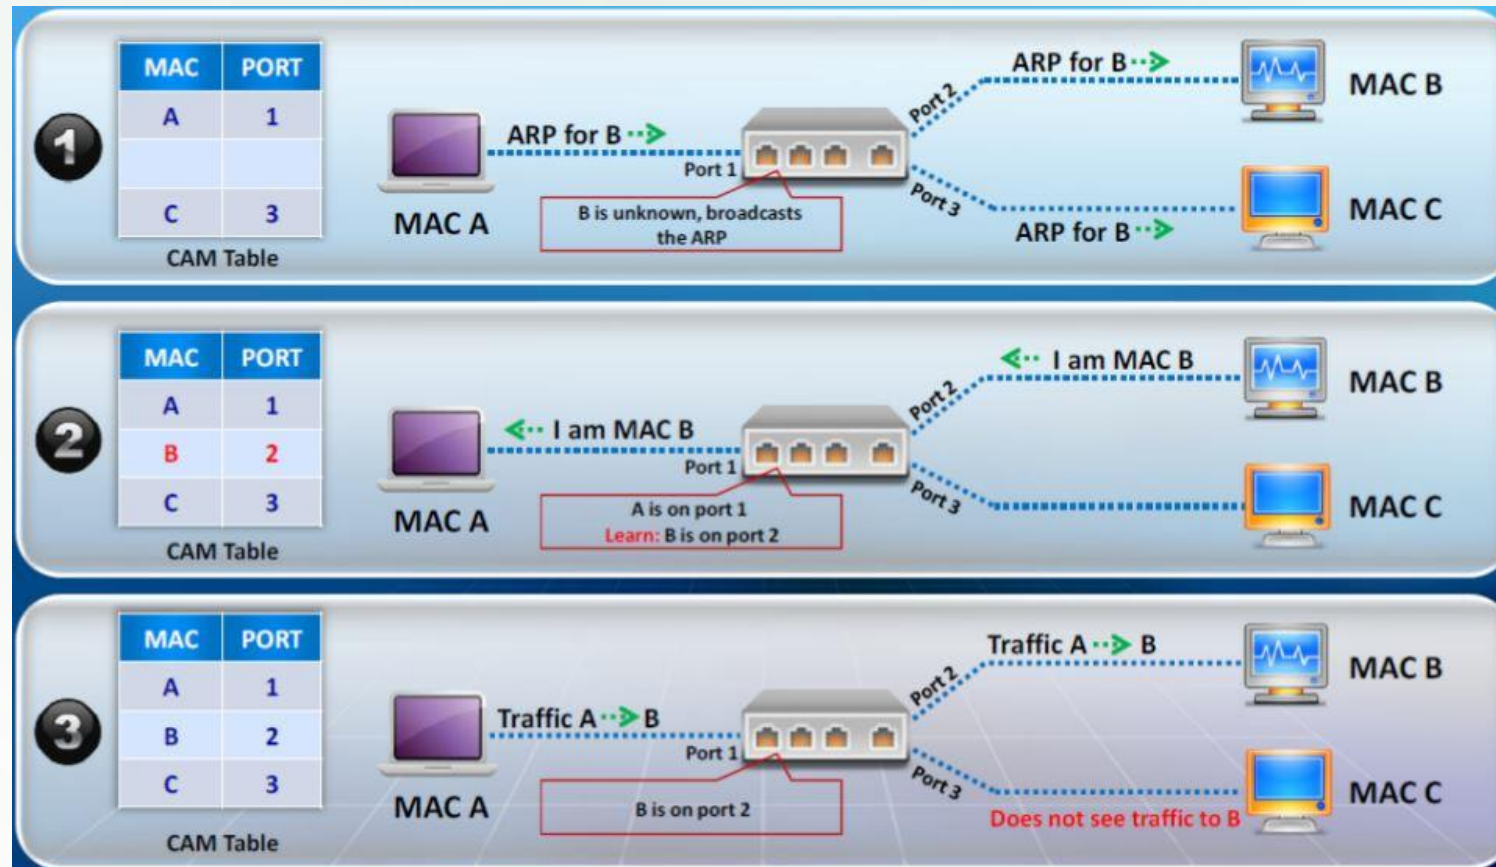 1
MAC PORT
A 1
C 3
CAM Table
MAC A
ARP for B
Port 1
B is unknown, broadcasts
the ARP
Port 2
ARP for B
MAC B
Port 3
ARP for B
MAC C
2
MAC PORT
A 1
B 2
C 3
CAM Table
MAC A
I am MAC B
Port 1
A is on port 1
Learn: B is on port 2
Port 2
I am MAC B
MAC B
Port 3
MAC C
3
MAC PORT
A 1
B 2
C 3
CAM Table
MAC A
Traffic A B
Port 1
B is on port 2
Port 2
Traffic A B
MAC B
Port 3
Does not see traffic to B
MAC C